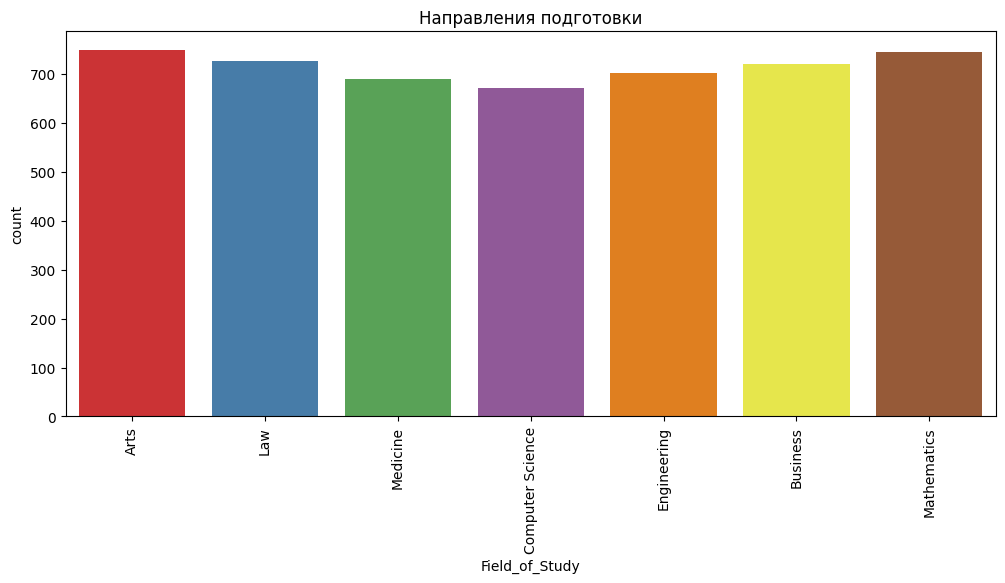 Направления подготовки
count
700
600
500
400
300
200
100
0
Arts
Law
Medicine
Computer Science
Engineering
Business
Mathematics
Field_of_Study